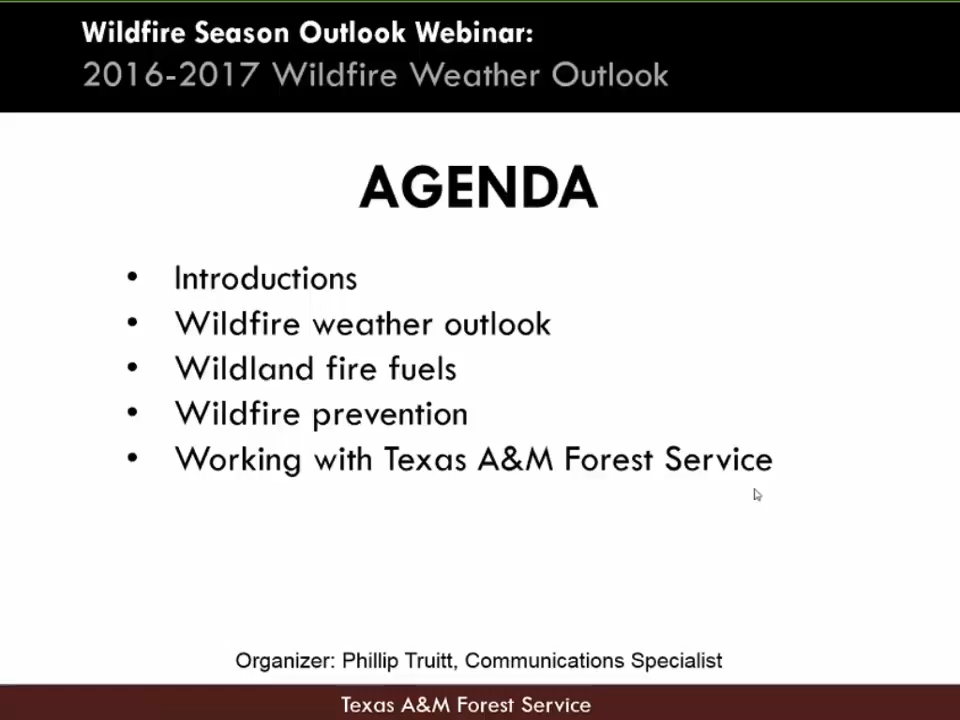 Wildfire Season Outlook Webinar:
2016-2017 Wildfire Weather Outlook
AGENDA
• Introductions
• Wildfire weather outlook
• Wildland fire fuels
• Wildfire prevention
• Working with Texas A&M Forest Service
Organizer: Phillip Truitt, Communications Specialist
Texas A&M Forest Service